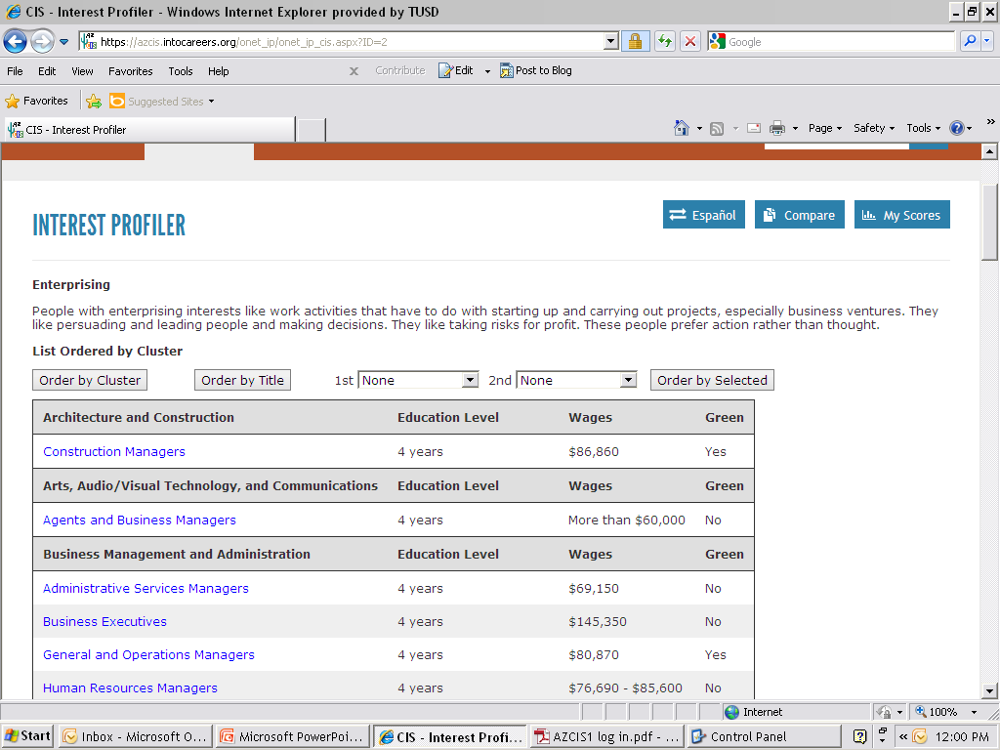 CIS - Interest Profiler - Windows Internet Explorer provided by TUSD
https://azcis.intocareers.org/onet_ip/onet_ip_cis.aspx?ID=2
Google
File Edit View Favorites Tools Help x Contribute Edit Post to Blog
Favorites Suggested Sites
CIS - Interest Profiler Page Safety Tools »
INTEREST PROFILER Español Compare My Scores
Enterprising
People with enterprising interests like work activities that have to do with starting up and carrying out projects, especially business ventures. They
like persuading and leading people and making decisions. They like taking risks for profit. These people prefer action rather than thought.
List Ordered by Cluster
Order by Cluster Order by Title 1st None 2nd None Order by Selected
Architecture and Construction Education Level Wages Green
Construction Managers 4 years $86,860 Yes
Arts, Audio/Visual Technology, and Communications Education Level Wages Green
Agents and Business Managers 4 years More than $60,000 No
Business Management and Administration Education Level Wages Green
Administrative Services Managers 4 years $69,150 No
Business Executives 4 years $145,350 No
General and Operations Managers 4 years $80,870 Yes
Human Resources Managers 4 years $76,690 - $85,600 No
Internet 100%
Start Inbox - Microsoft O... Microsoft PowerPoi... CIS - Interest Profi... AZCIS1 log in.pdf - ... Control Panel « 12:00 PM